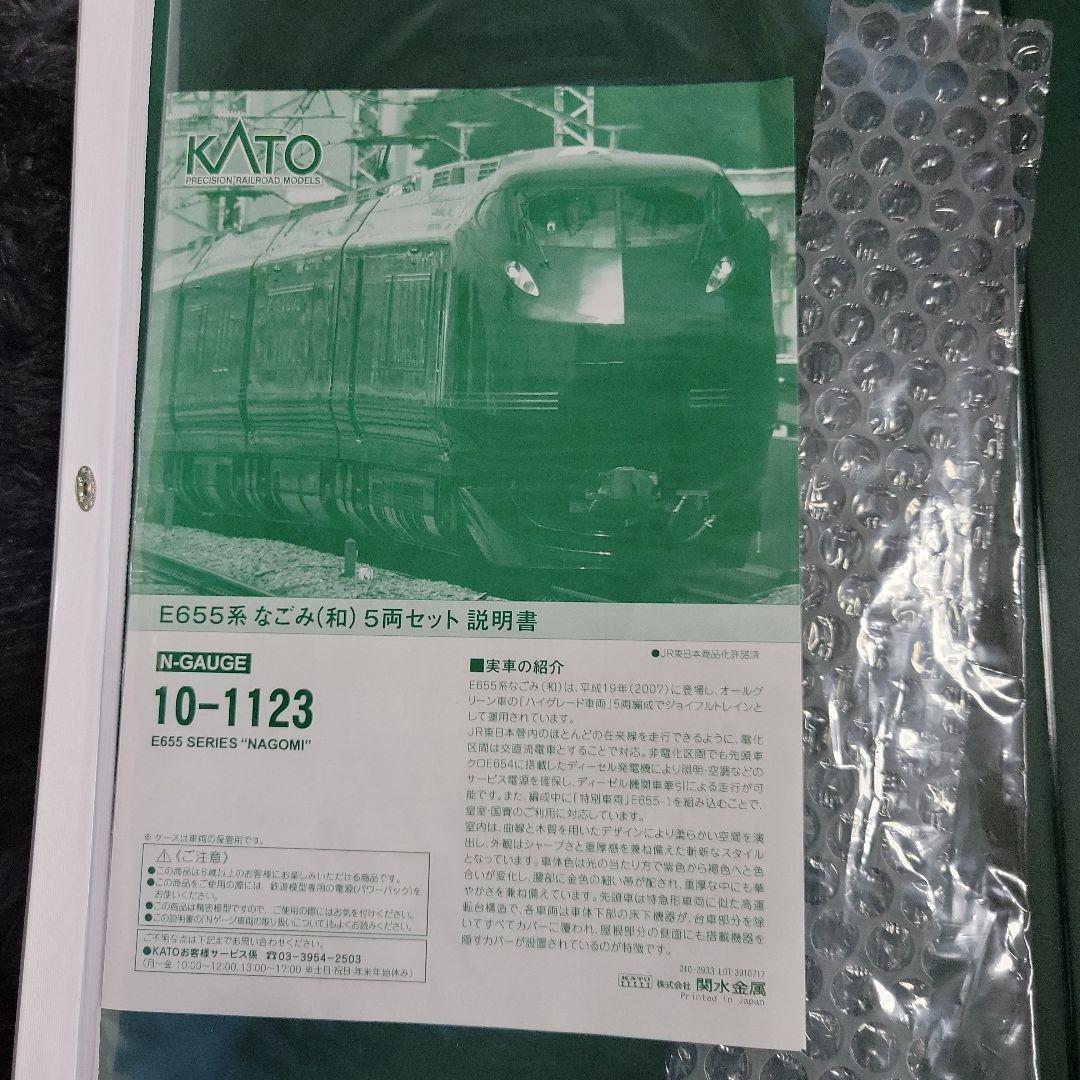 KATO
PRECISION RAILROAD MODELS
E655系 なごみ(和) 5両セット 説明書
●JR東日本商品化許諾済
N-GAUGE
10-1123
E655 SERIES "NAGOMI"
※ ケースは車両の保管用です。
⚠〈ご注意〉
●この商品は8歳以上のお客様にお楽しみいただける商品です。
●この商品をご使用の際には、鉄道模型専用の電源(パワーパック)を
お使いください。
●この商品は精密模型ですので、ご使用の際にはお気を付けください。
●この説明書の「Nゲージ車両の取り扱いについて」もよくお読みください。
ご不明な点は下記までお問い合わせください。
●KATOお客様サービス係 ☎03-3954-2503
(月〜金 10:00〜12:00, 13:00〜17:00 ※土日・祝日・年末年始休み)
■実車の紹介
E655系なごみ(和)は、平成19年(2007)に登場し、オールグ
リーン車の「ハイグレード車両」5両編成でジョイフルトレインと
して運用されています。
JR東日本管内のほとんどの在来線を走行できるように、電化
区間は交直流電車とすることで対応。非電化区間でも先頭車
クロE654に搭載したディーゼル発電機により照明・空調などの
サービス電源を確保し、ディーゼル機関車牽引による走行が可
能です。また、編成中に「特別車両」E655-1を組み込むことで、
皇室・国賓のご利用に対応しています。
室内は、曲線と木質を用いたデザインにより柔らかい空間を演
出し、外観はシャープさと重厚感を兼ね備えた斬新なスタイル
となっています。車体色は光の当たり方で紫色から褐色へと色
合いが変化し、腰部に金色の細い帯が配され、重厚な中にも華
やかさを兼ね備えています。先頭車は特急形車両に似た高運
転台構造で、各車両は車体下部の床下機器が、台車部分を除
いてすべてカバーに覆われ、屋根部分の側面にも搭載機器を
隠すカバーが設置されているのが特徴です。
210-2933 LOT:3910717
KATO 株式会社 関水金属
Printed in Japan